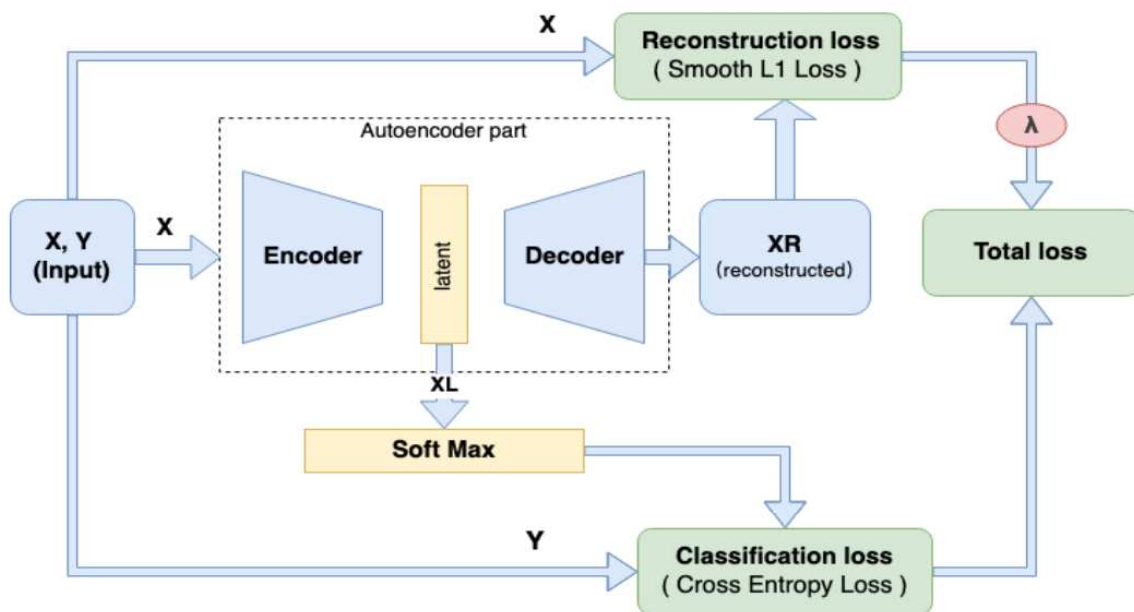 X
Reconstruction loss
( Smooth L1 Loss )
λ
Autoencoder part
X, Y
(Input)
X
Encoder
latent
Decoder
XR
(reconstructed)
Total loss
XL
Soft Max
Y
Classification loss
( Cross Entropy Loss )